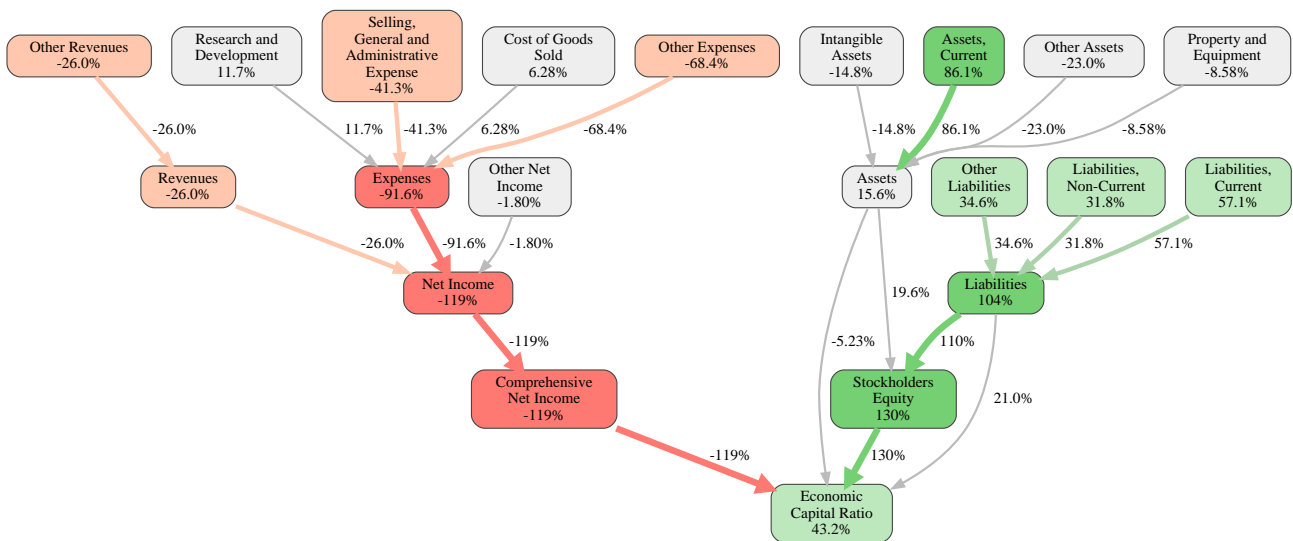 Other Revenues
-26.0%
Research and
Development
11.7%
Selling,
General and
Administrative
Expense
-41.3%
Cost of Goods
Sold
6.28%
Other Expenses
-68.4%
Intangible
Assets
-14.8%
Assets,
Current
86.1%
Other Assets
-23.0%
Property and
Equipment
-8.58%
-26.0%
11.7%
-41.3%
6.28%
-68.4%
-14.8%
86.1%
-23.0%
-8.58%
Revenues
-26.0%
Expenses
-91.6%
Other Net
Income
-1.80%
Assets
15.6%
Other
Liabilities
34.6%
Liabilities,
Non-Current
31.8%
Liabilities,
Current
57.1%
-26.0%
-91.6%
-1.80%
34.6%
31.8%
57.1%
Net Income
-119%
19.6%
Liabilities
104%
-119%
-5.23%
110%
Comprehensive
Net Income
-119%
Stockholders
Equity
130%
21.0%
-119%
130%
Economic
Capital Ratio
43.2%